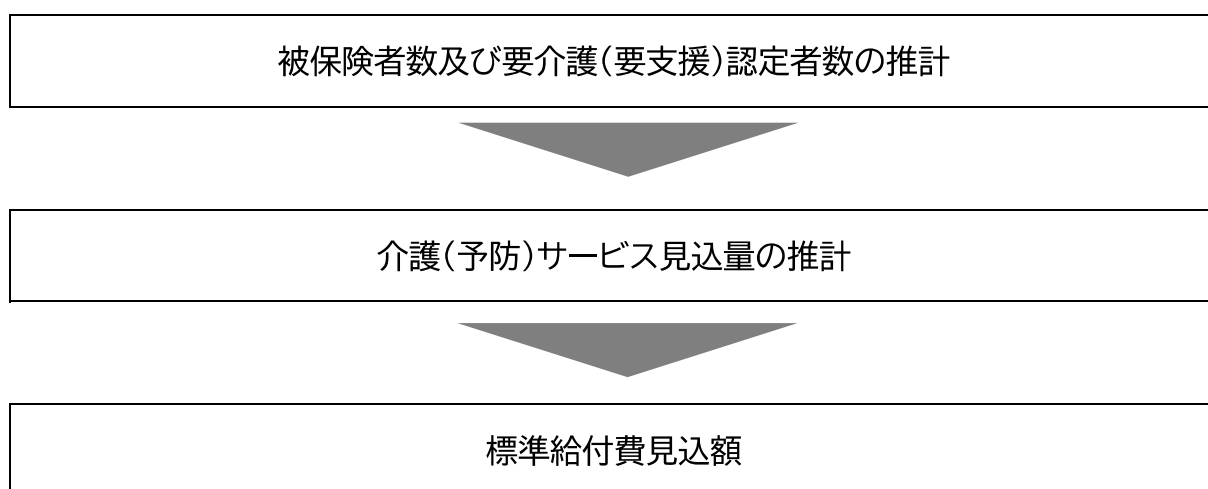 被保険者数及び要介護（要支援）認定者数の推計
介護（予防）サービス見込量の推計
標準給付費見込額